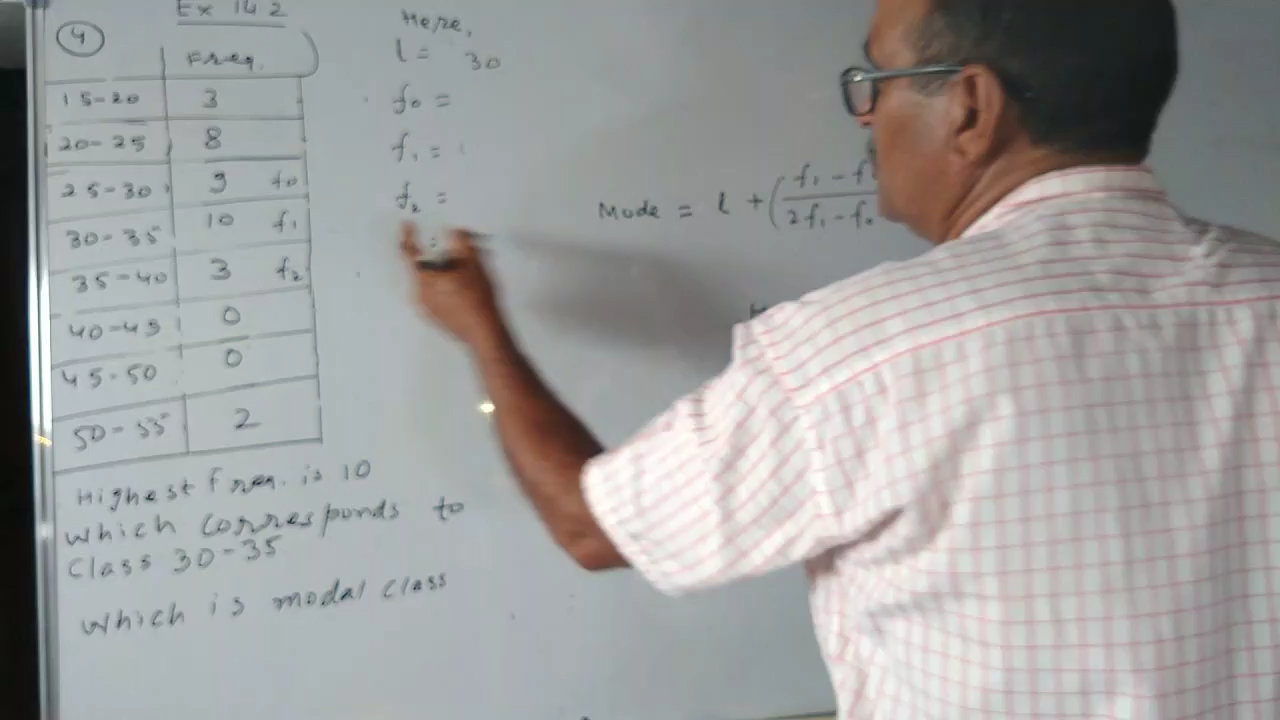 Ex 14.2
4
Freq.
15-20 3
20-25 8
25-30 9 f0
30-35 10 f1
35-40 3 f2
40-45 0
45-50 0
50-55 2
Highest freq. is 10
which corresponds to
Class 30-35
which is modal class
Here,
l = 30
f0 =
f1 =
f2 =
Mode = l + (f1 - f
2f1 - f0